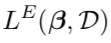 L^E(𝜷, 𝒟)